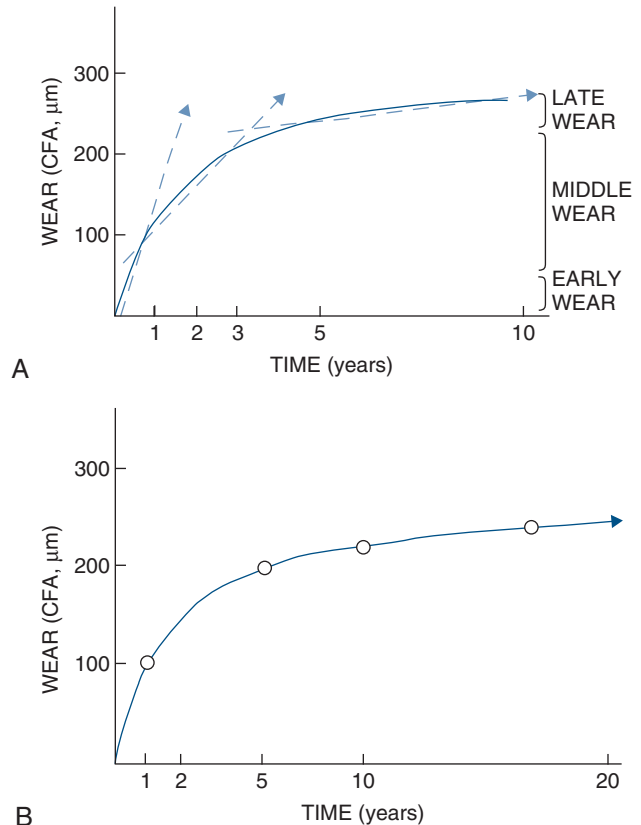 300
200
100
WEAR (CFA, μm)
LATE
WEAR
MIDDLE
WEAR
EARLY
WEAR
1 2 3 5 10
TIME (years)
A
300
200
100
WEAR (CFA, μm)
1 2 5 10 20
TIME (years)
B